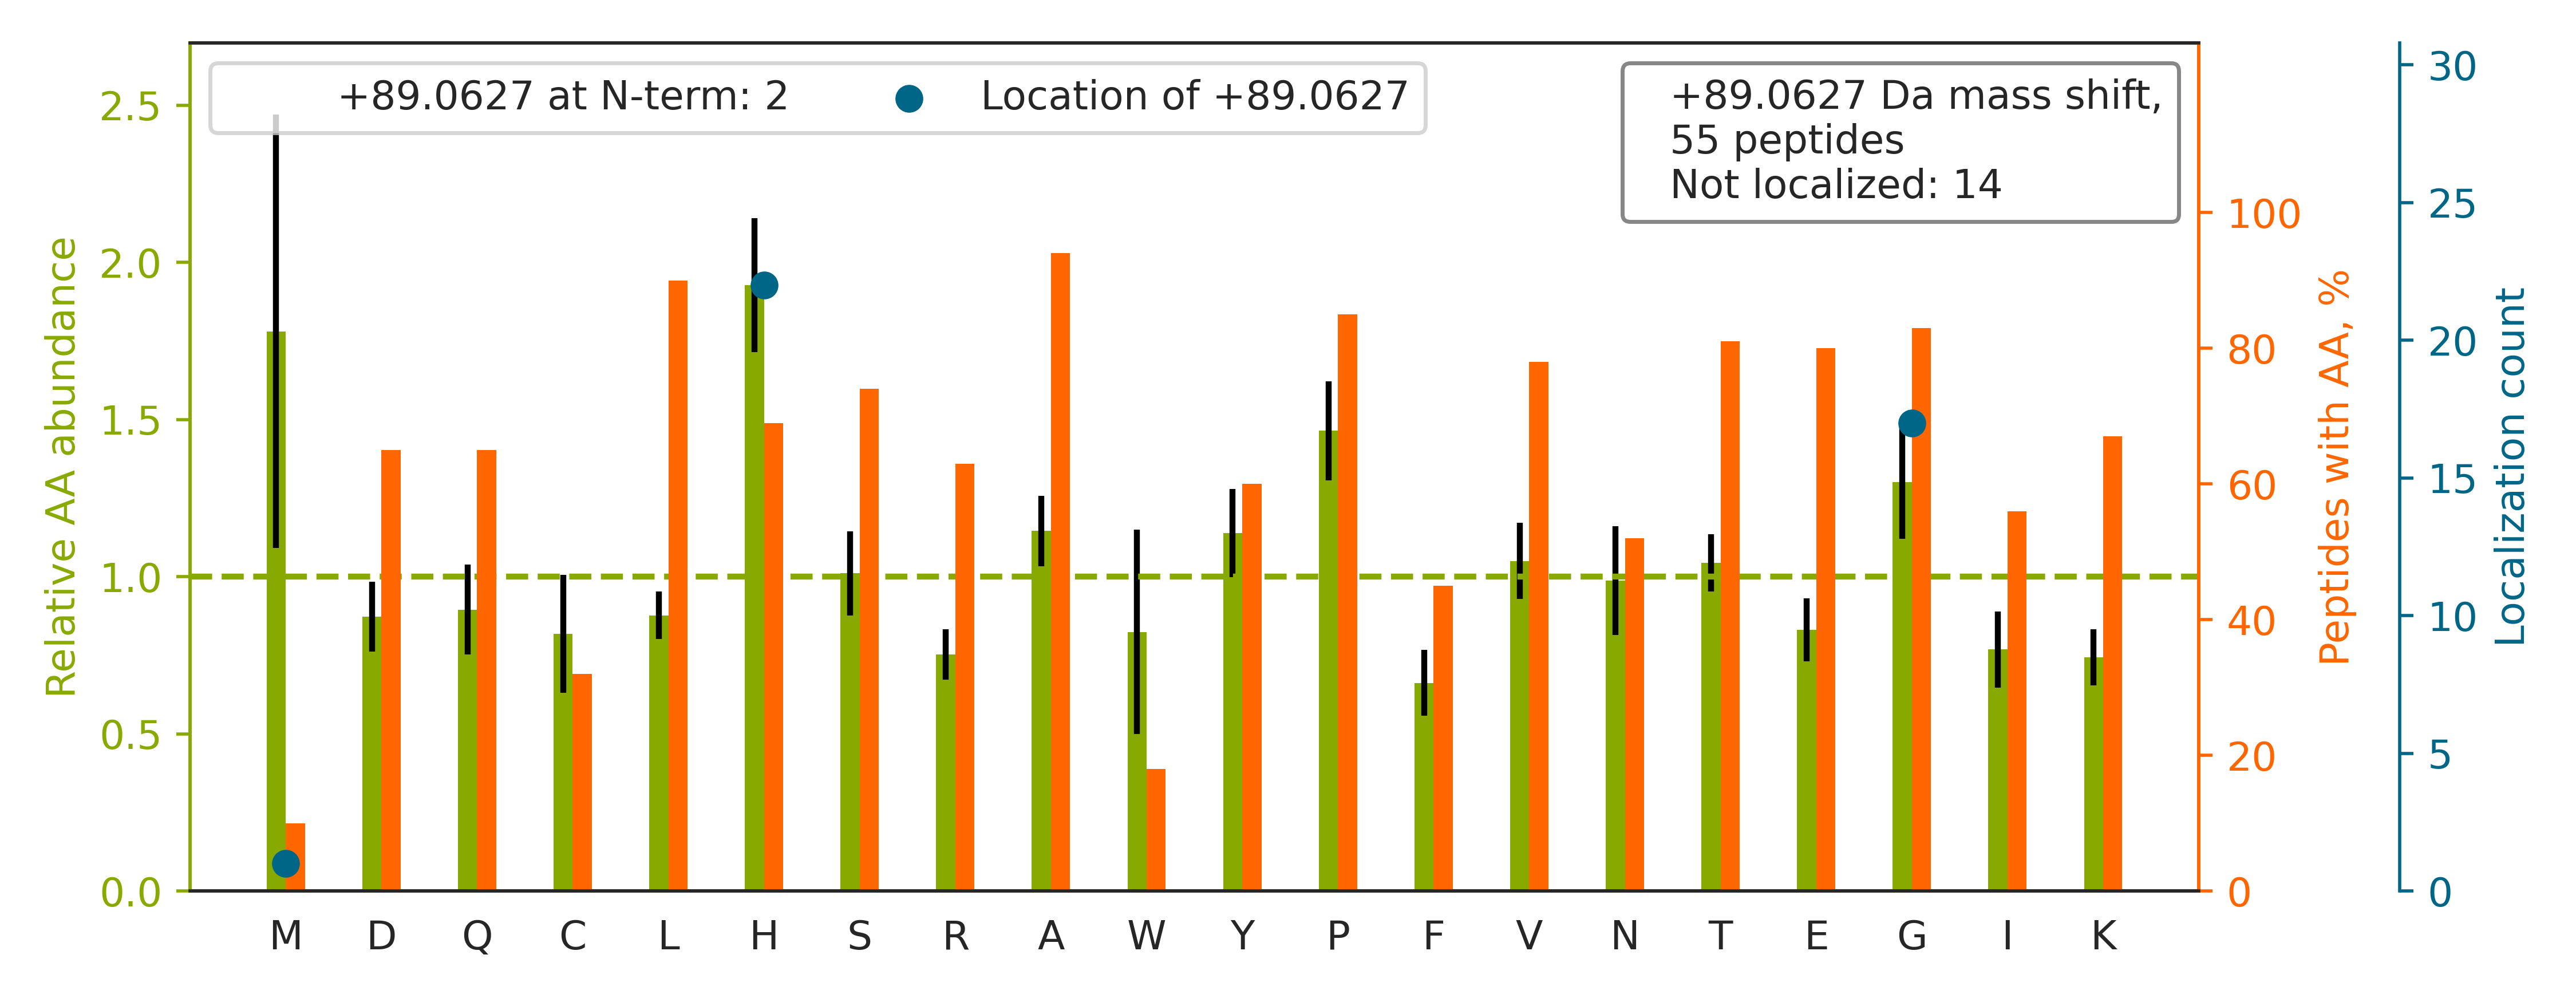 +89.0627 at N-term: 2
Location of +89.0627
+89.0627 Da mass shift,
55 peptides
Not localized: 14
Relative AA abundance
2.5
2.0
1.5
1.0
0.5
0.0
Peptides with AA, %
100
80
60
40
20
0
Localization count
30
25
20
15
10
5
0
M D Q C L H S R A W Y P F V N T E G I K